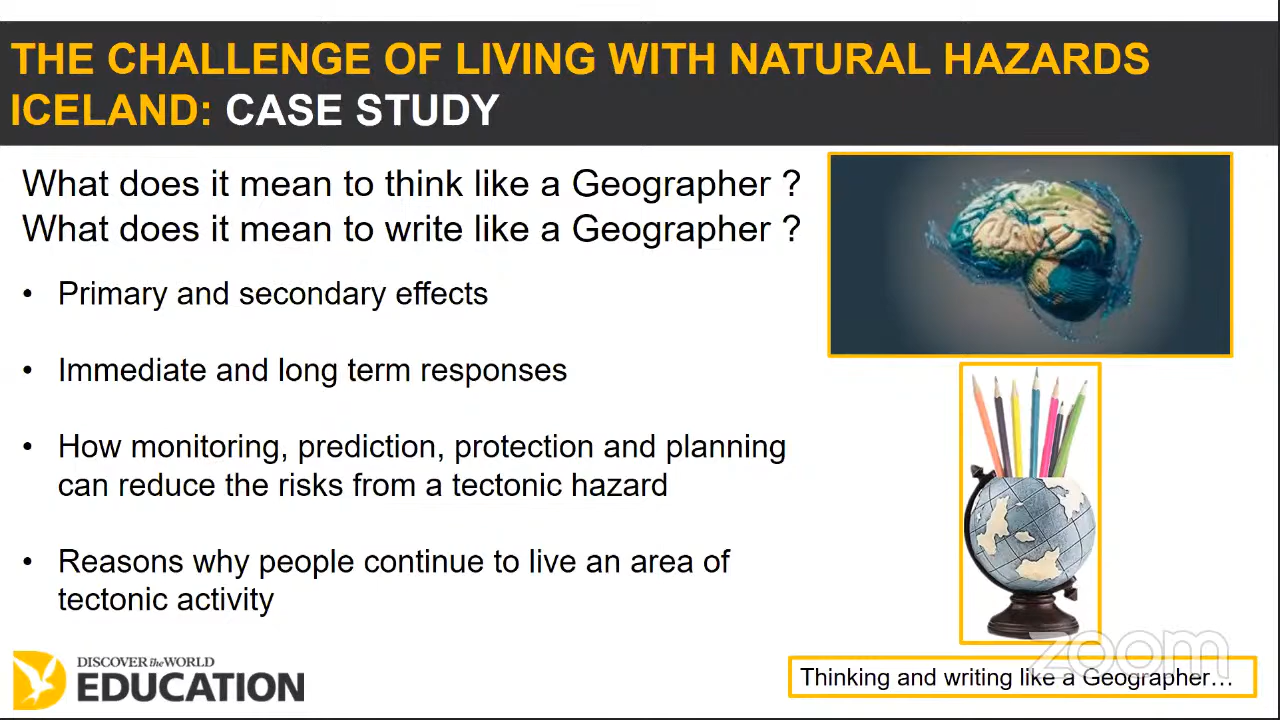 THE CHALLENGE OF LIVING WITH NATURAL HAZARDS
ICELAND: CASE STUDY
What does it mean to think like a Geographer ?
What does it mean to write like a Geographer ?
• Primary and secondary effects
• Immediate and long term responses
• How monitoring, prediction, protection and planning
can reduce the risks from a tectonic hazard
• Reasons why people continue to live an area of
tectonic activity
DISCOVER the WORLD
EDUCATION
zoom
Thinking and writing like a Geographer…